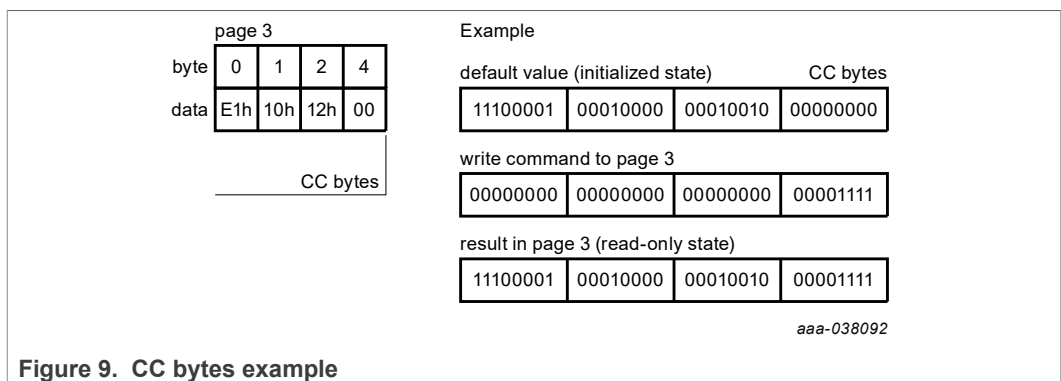 page 3
byte 0 1 2 4
data E1h 10h 12h 00
CC bytes
Example
default value (initialized state) CC bytes
11100001 00010000 00010010 00000000
write command to page 3
00000000 00000000 00000000 00001111
result in page 3 (read-only state)
11100001 00010000 00010010 00001111
aaa-038092
Figure 9. CC bytes example